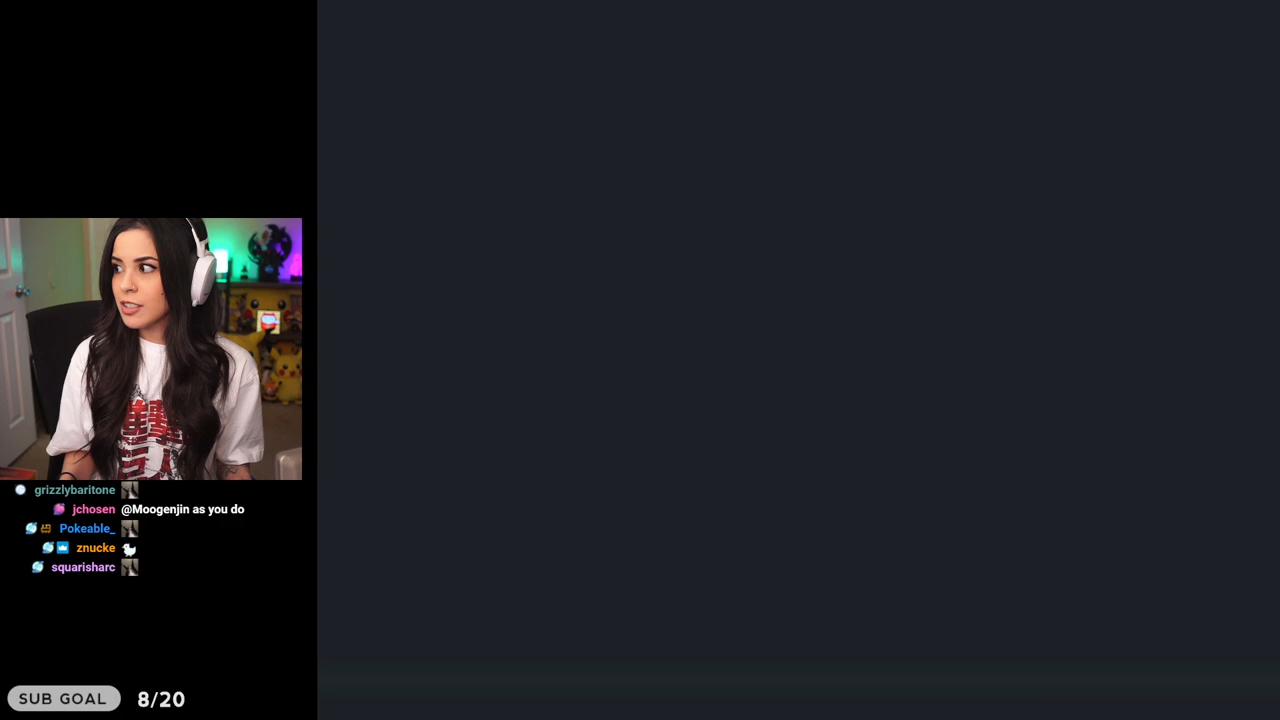 grizzlybaritone
jchosen @Moogenjin as you do
Pokeable_
znucke
squarisharc
SUB GOAL 8/20